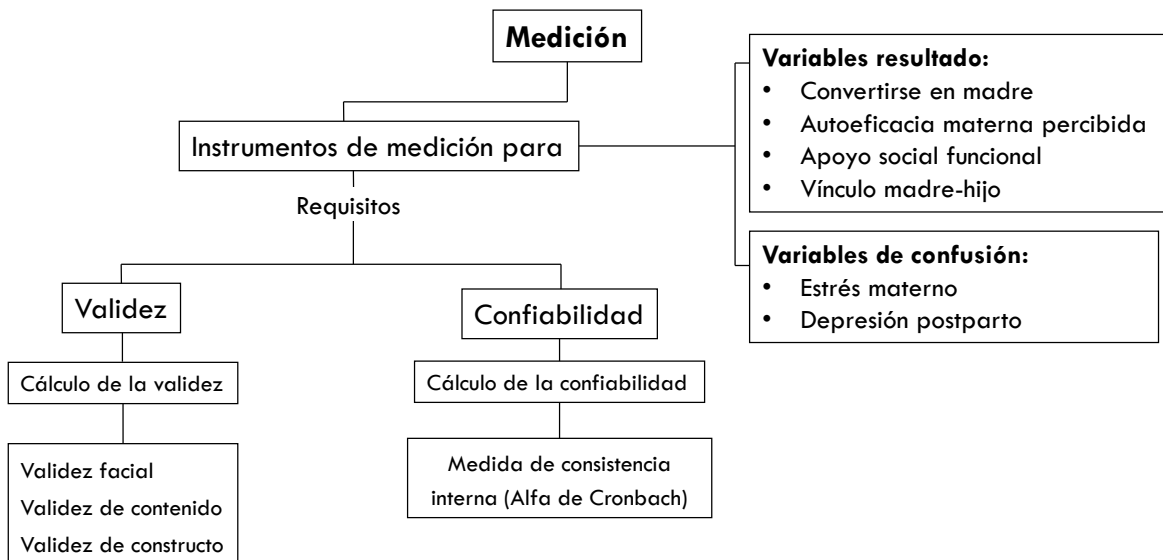 Medición
Instrumentos de medición para
Variables resultado:
• Convertirse en madre
• Autoeficacia materna percibida
• Apoyo social funcional
• Vínculo madre-hijo
Variables de confusión:
• Estrés materno
• Depresión postparto
Requisitos
Validez
Cálculo de la validez
Validez facial
Validez de contenido
Validez de constructo
Confiabilidad
Cálculo de la confiabilidad
Medida de consistencia
interna (Alfa de Cronbach)